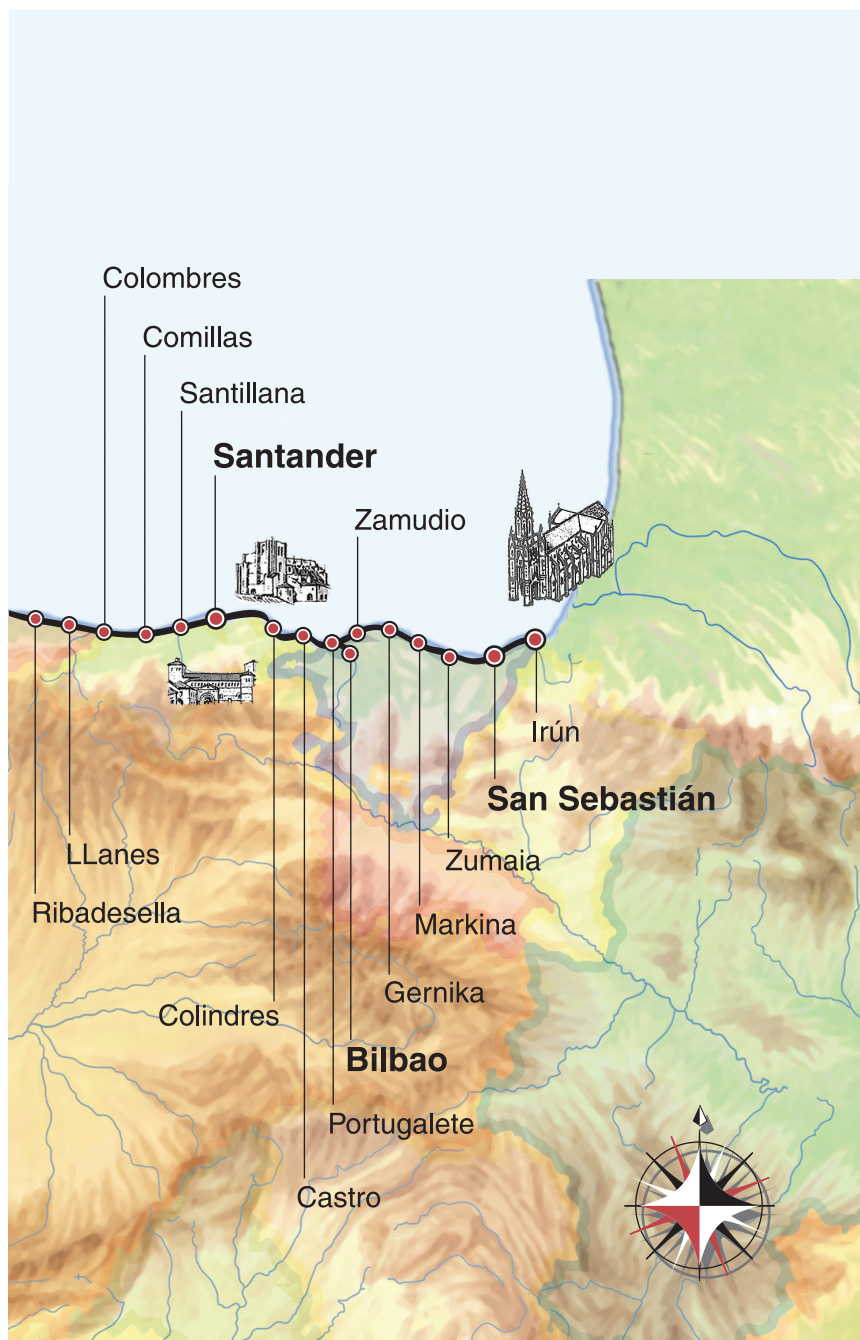 Colombres
Comillas
Santillana
Santander
Zamudio
Irún
San Sebastián
LLanes
Zumaia
Ribadesella
Markina
Gernika
Colindres
Bilbao
Portugalete
Castro